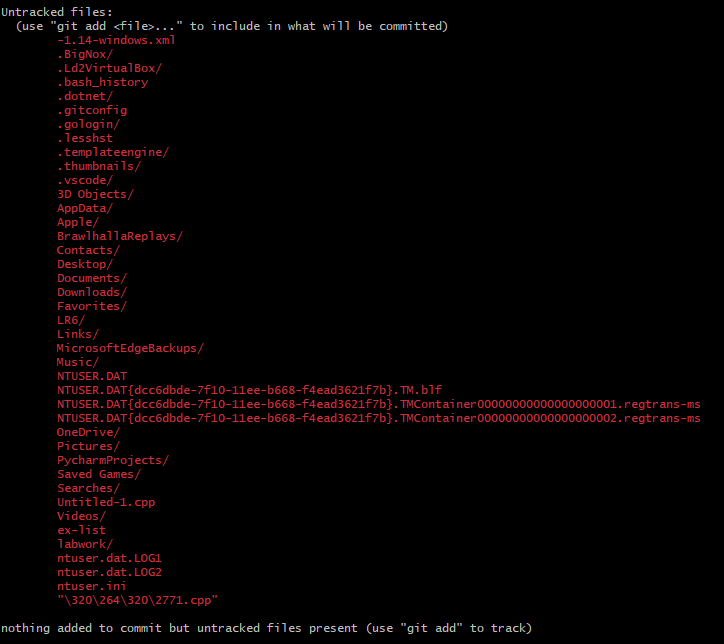 Untracked files:
(use "git add <file>..." to include in what will be committed)
-1.14-windows.xml
.BigNox/
.Ld2VirtualBox/
.bash_history
.dotnet/
.gitconfig
.gologin/
.lesshst
.templateengine/
.thumbnails/
.vscode/
3D Objects/
AppData/
Apple/
BrawlhallaReplays/
Contacts/
Desktop/
Documents/
Downloads/
Favorites/
LR6/
Links/
MicrosoftEdgeBackups/
Music/
NTUSER.DAT
NTUSER.DAT{dcc6dbde-7f10-11ee-b668-f4ead3621f7b}.TM.blf
NTUSER.DAT{dcc6dbde-7f10-11ee-b668-f4ead3621f7b}.TMContainer00000000000000000001.regtrans-ms
NTUSER.DAT{dcc6dbde-7f10-11ee-b668-f4ead3621f7b}.TMContainer00000000000000000002.regtrans-ms
OneDrive/
Pictures/
PycharmProjects/
Saved Games/
Searches/
Untitled-1.cpp
Videos/
ex-list
labwork/
ntuser.dat.LOG1
ntuser.dat.LOG2
ntuser.ini
"\320\264\320\2771.cpp"
nothing added to commit but untracked files present (use "git add" to track)